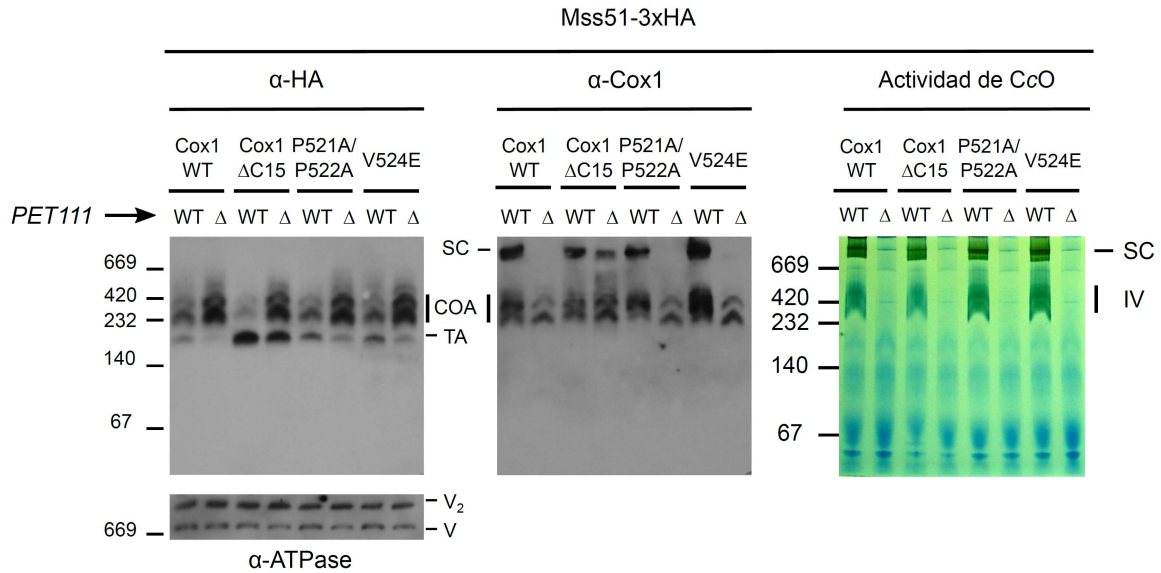 Mss51-3xHA
α-HA α-Cox1 Actividad de CcO
Cox1 WT Cox1 ΔC15 P521A/ P522A V524E Cox1 WT Cox1 ΔC15 P521A/ P522A V524E Cox1 WT Cox1 ΔC15 P521A/ P522A V524E
PET111 WT Δ WT Δ WT Δ WT Δ WT Δ WT Δ WT Δ WT Δ WT Δ WT Δ WT Δ WT Δ
669
420
232
140
67
SC
COA
TA
669
420
232
140
67
SC
IV
669
V2
V
α-ATPase